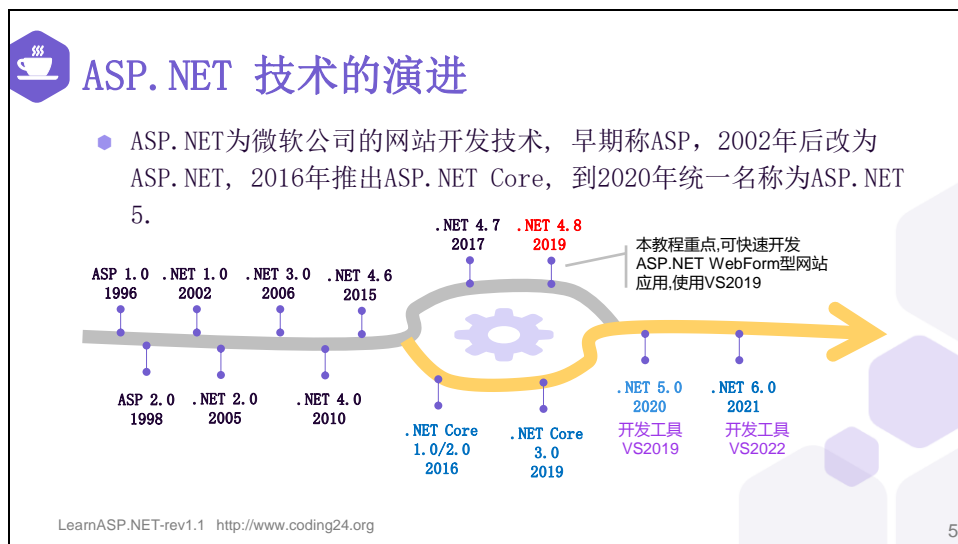 ASP.NET 技术的演进
ASP.NET为微软公司的网站开发技术, 早期称ASP, 2002年后改为
ASP.NET, 2016年推出ASP.NET Core, 到2020年统一名称为ASP.NET
5.
.NET 4.7
2017
.NET 4.8
2019
本教程重点,可快速开发
ASP.NET WebForm型网站
应用,使用VS2019
ASP 1.0
1996
.NET 1.0
2002
.NET 3.0
2006
.NET 4.6
2015
ASP 2.0
1998
.NET 2.0
2005
.NET 4.0
2010
.NET Core
1.0/2.0
2016
.NET Core
3.0
2019
.NET 5.0
2020
开发工具
VS2019
.NET 6.0
2021
开发工具
VS2022
LearnASP.NET-rev1.1 http://www.coding24.org
5